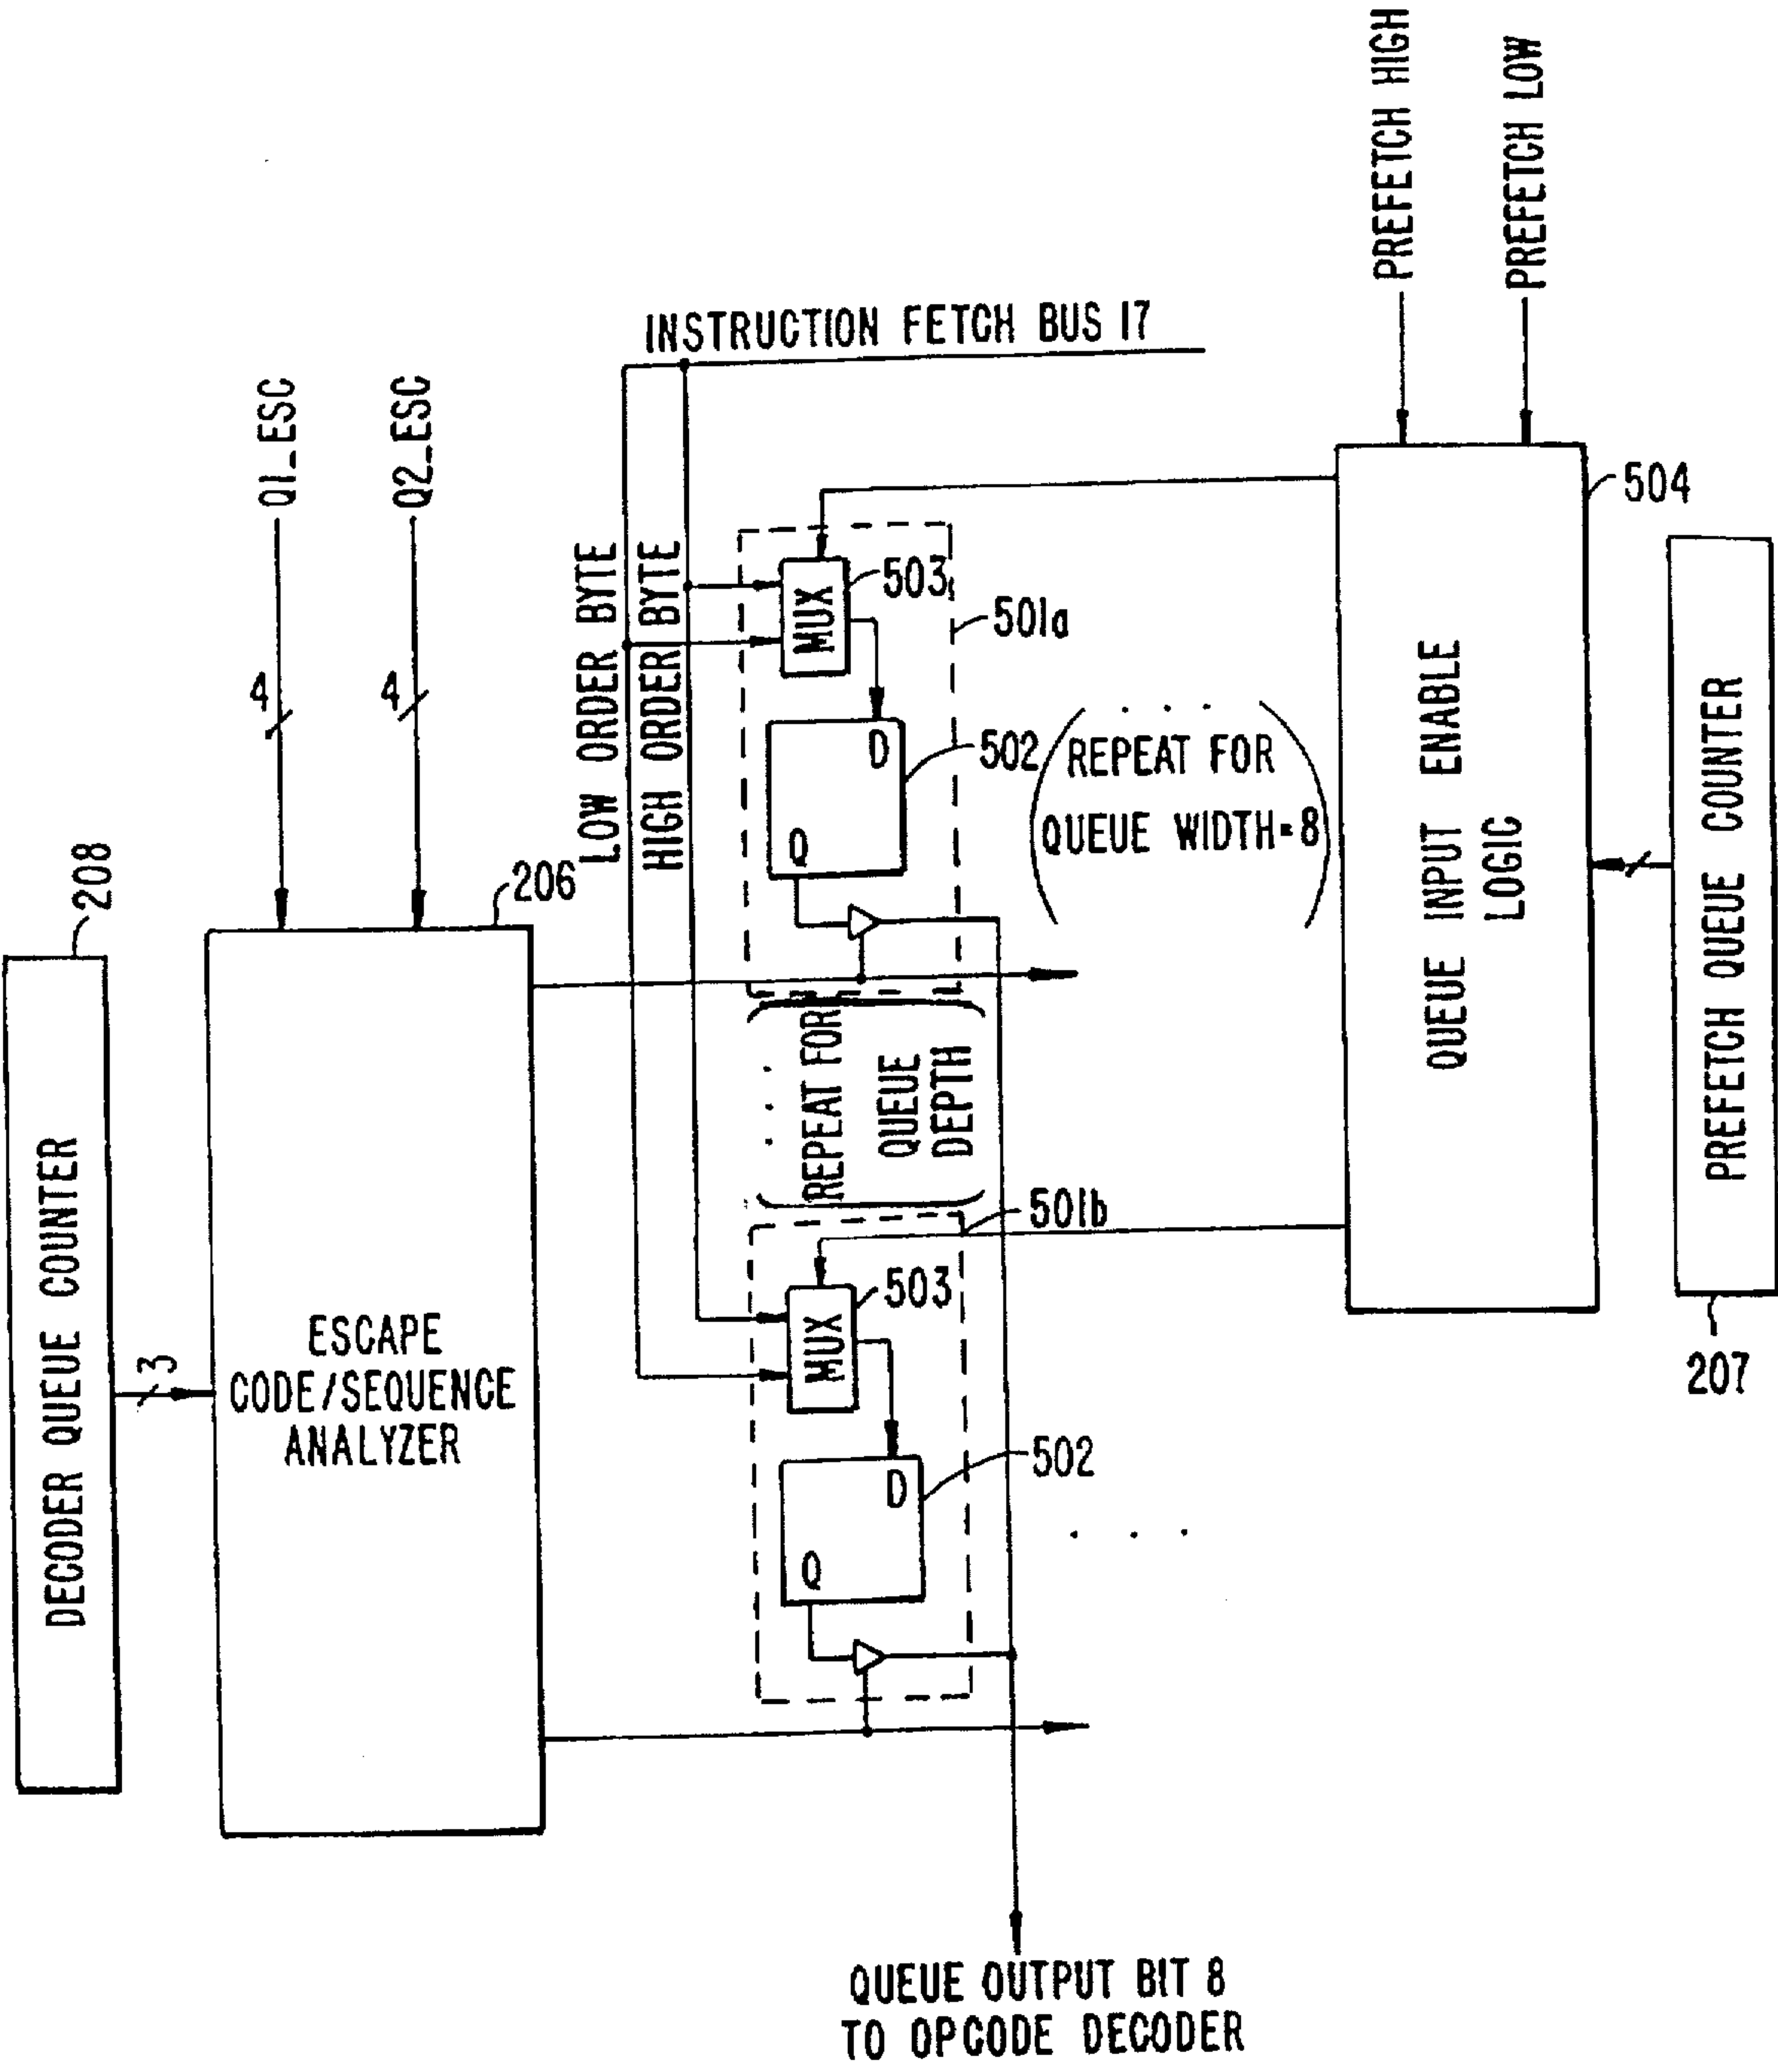 DECODER QUEUE COUNTER
208
3
ESCAPE
CODE/SEQUENCE
ANALYZER
206
Q1_ESC
4
Q2_ESC
4
INSTRUCTION FETCH BUS 17
LOW ORDER BYTE
HIGH ORDER BYTE
MUX
503
501a
D
Q
502
(REPEAT FOR
QUEUE WIDTH=8)
. . . .
(REPEAT FOR
QUEUE
DEPTH)
. . .
501b
MUX
503
D
Q
502
. . .
QUEUE INPUT ENABLE
LOGIC
504
PREFETCH HIGH
PREFETCH LOW
PREFETCH QUEUE COUNTER
207
QUEUE OUTPUT BIT 8
TO OPCODE DECODER